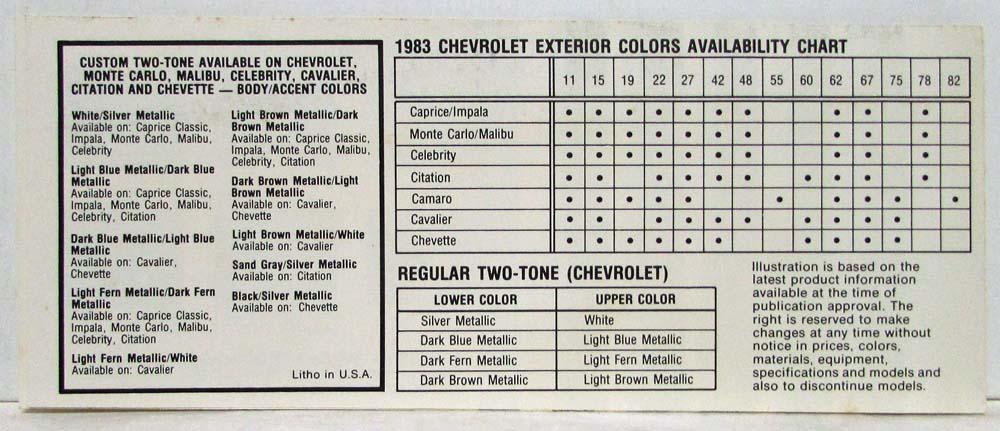 CUSTOM TWO-TONE AVAILABLE ON CHEVROLET,
MONTE CARLO, MALIBU, CELEBRITY, CAVALIER,
CITATION AND CHEVETTE — BODY/ACCENT COLORS
White/Silver Metallic
Available on: Caprice Classic,
Impala, Monte Carlo, Malibu,
Celebrity
Light Blue Metallic/Dark Blue
Metallic
Available on: Caprice Classic,
Impala, Monte Carlo, Malibu,
Celebrity, Citation
Dark Blue Metallic/Light Blue
Metallic
Available on: Cavalier,
Chevette
Light Fern Metallic/Dark Fern
Metallic
Available on: Caprice Classic,
Impala, Monte Carlo, Malibu,
Celebrity, Citation
Light Fern Metallic/White
Available on: Cavalier
Light Brown Metallic/Dark
Brown Metallic
Available on: Caprice Classic,
Impala, Monte Carlo, Malibu,
Celebrity, Citation
Dark Brown Metallic/Light
Brown Metallic
Available on: Cavalier,
Chevette
Light Brown Metallic/White
Available on: Cavalier
Sand Gray/Silver Metallic
Available on: Citation
Black/Silver Metallic
Available on: Chevette
Litho in U.S.A.
1983 CHEVROLET EXTERIOR COLORS AVAILABILITY CHART
11 15 19 22 27 42 48 55 60 62 67 75 78 82
Caprice/Impala
Monte Carlo/Malibu
Celebrity
Citation
Camaro
Cavalier
Chevette
REGULAR TWO-TONE (CHEVROLET)
LOWER COLOR UPPER COLOR
Silver Metallic White
Dark Blue Metallic Light Blue Metallic
Dark Fern Metallic Light Fern Metallic
Dark Brown Metallic Light Brown Metallic
Illustration is based on the
latest product information
available at the time of
publication approval. The
right is reserved to make
changes at any time without
notice in prices, colors,
materials, equipment,
specifications and models and
also to discontinue models.